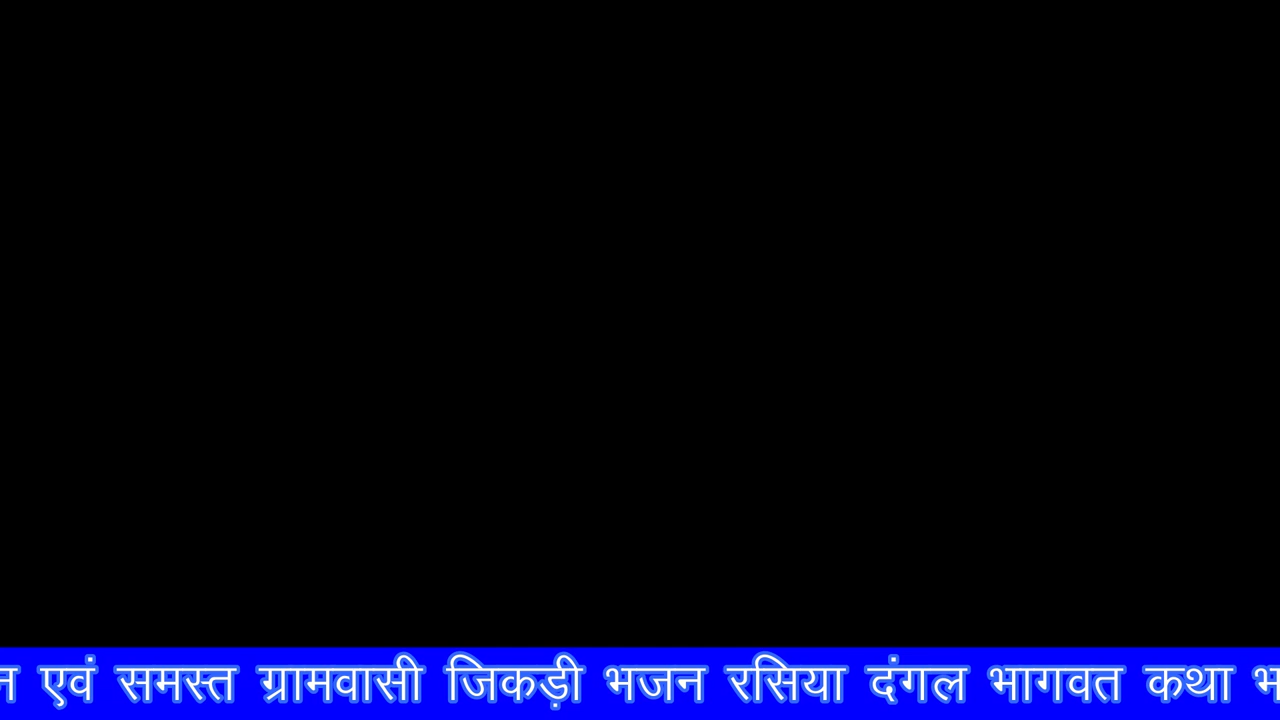 एवं समस्त ग्रामवासी जिकड़ी भजन रसिया दंगल भागवत कथा